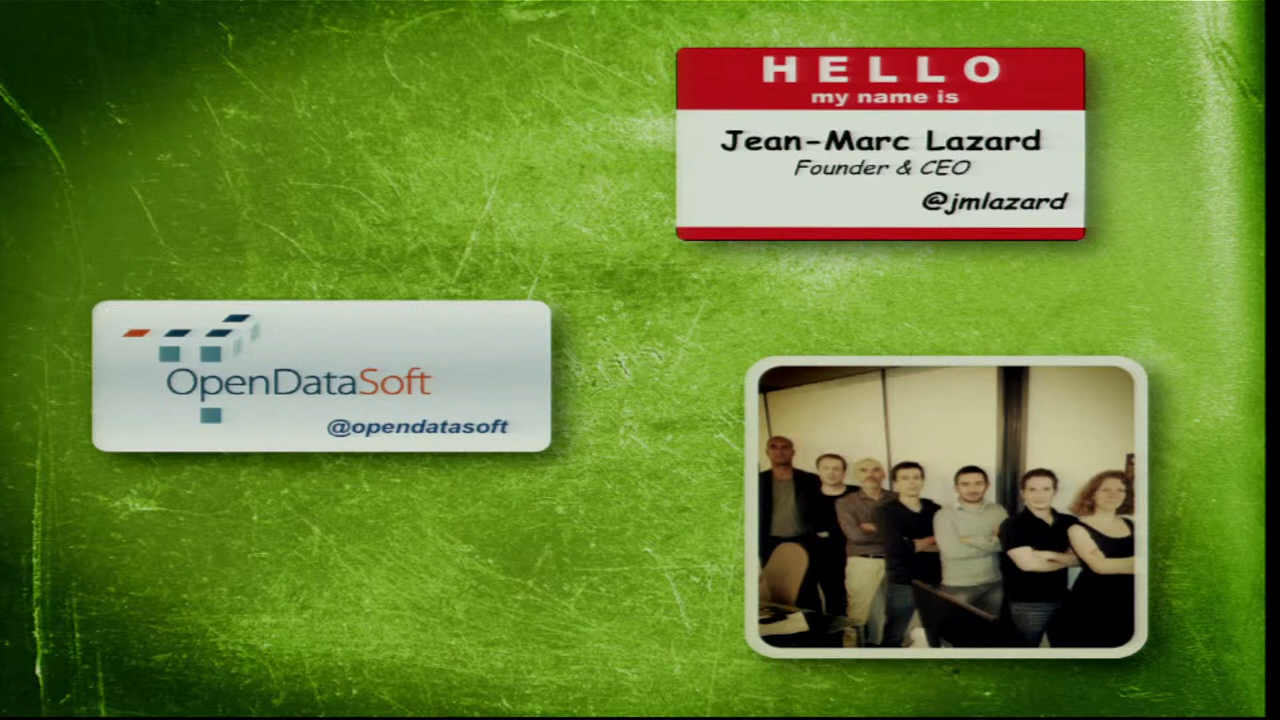 HELLO
my name is
Jean-Marc Lazard
Founder & CEO
@jmlazard
OpenDataSoft
@opendatasoft